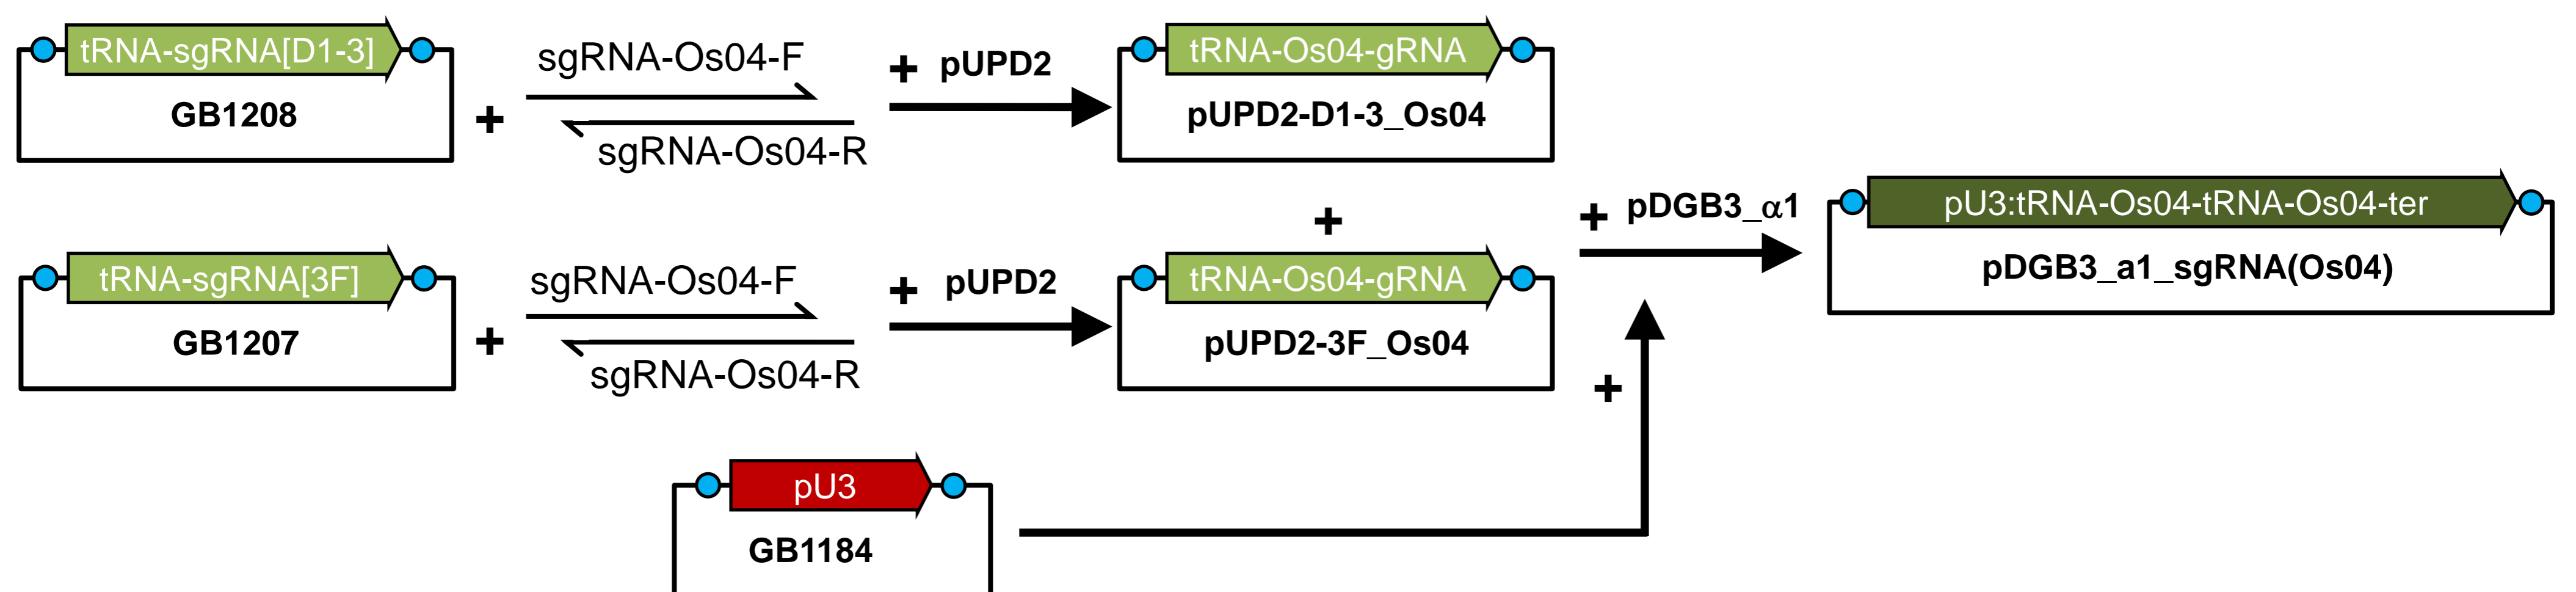 tRNA-sgRNA[D1-3]
GB1208
+
sgRNA-Os04-F
sgRNA-Os04-R
+ pUPD2
tRNA-Os04-gRNA
pUPD2-D1-3_Os04
+
tRNA-sgRNA[3F]
GB1207
+
sgRNA-Os04-F
sgRNA-Os04-R
+ pUPD2
tRNA-Os04-gRNA
pUPD2-3F_Os04
+ pDGB3_α1
+
pU3
GB1184
pU3:tRNA-Os04-tRNA-Os04-ter
pDGB3_a1_sgRNA(Os04)